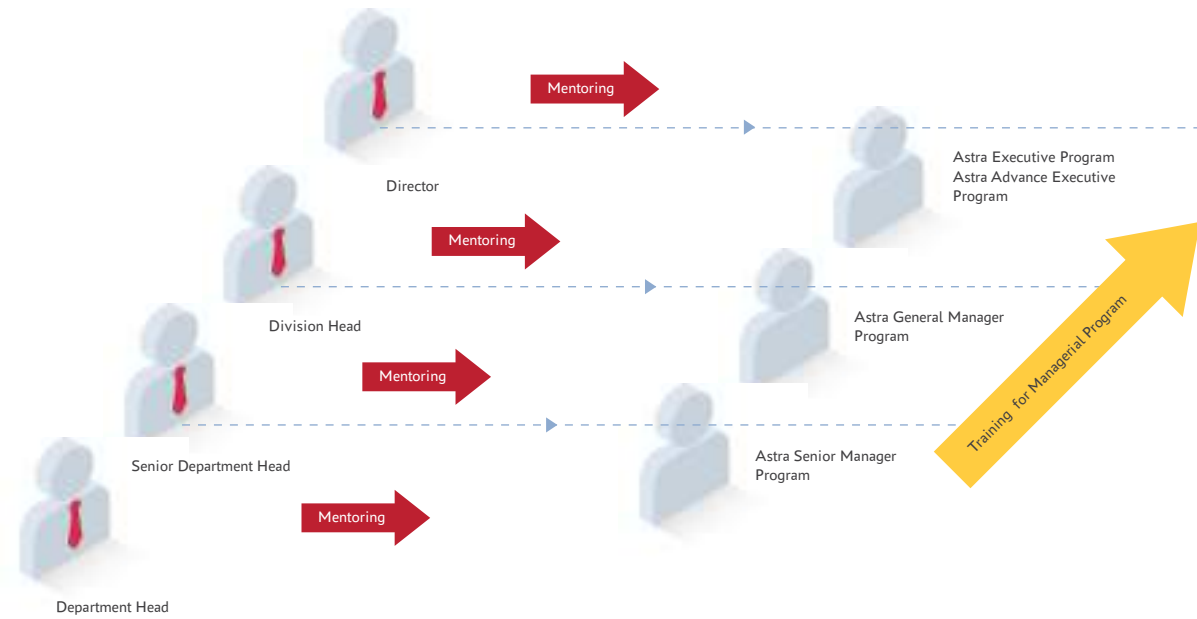 Mentoring
Astra Executive Program
Astra Advance Executive
Program
Director
Mentoring
Astra General Manager
Program
Division Head
Training for Managerial Program
Mentoring
Astra Senior Manager
Program
Senior Department Head
Mentoring
Department Head